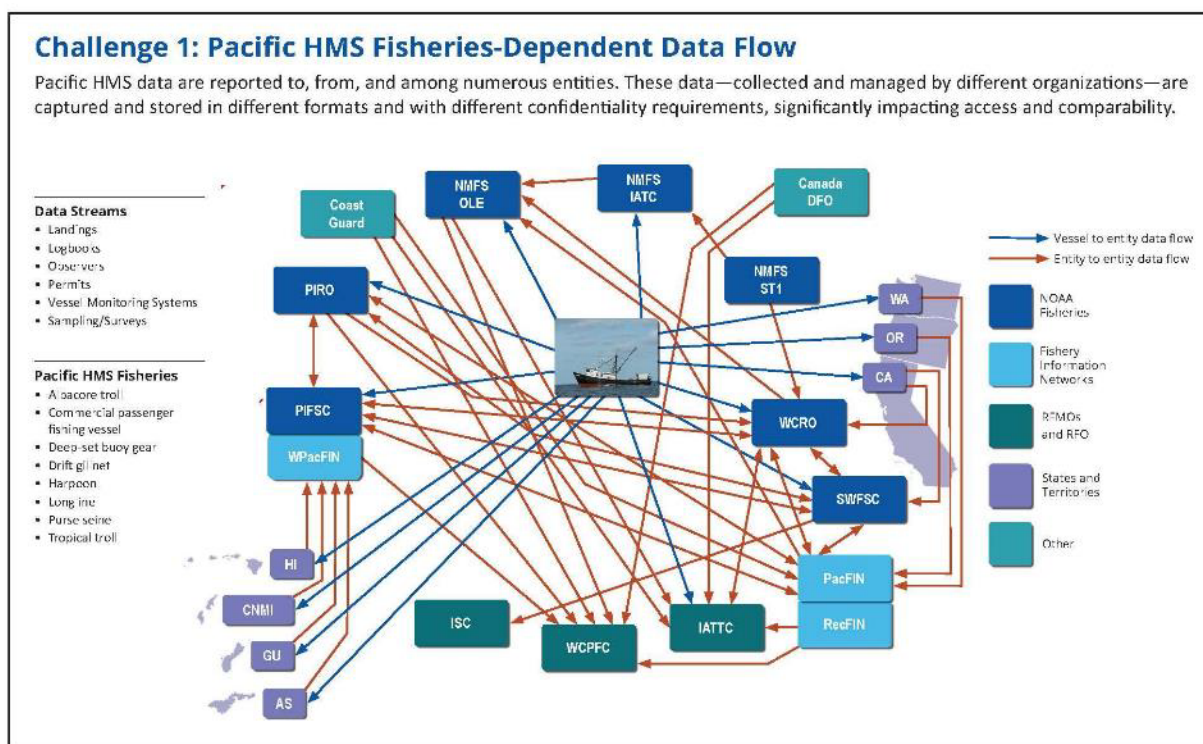 Challenge 1: Pacific HMS Fisheries-Dependent Data Flow
Pacific HMS data are reported to, from, and among numerous entities. These data—collected and managed by different organizations—are
captured and stored in different formats and with different confidentiality requirements, significantly impacting access and comparability.
Data Streams
▪ Landings
▪ Logbooks
▪ Observers
▪ Permits
▪ Vessel Monitoring Systems
▪ Sampling/Surveys
Pacific HMS Fisheries
▪ Albacore troll
▪ Commercial passenger
fishing vessel
▪ Deep-set buoy gear
▪ Drift gil net
▪ Harpoon
▪ Longline
▪ Purse seine
▪ Tropical troll
Coast
Guard
NMFS
OLE
NMFS
IATC
Canada
DFO
PIRO
NMFS
ST1
WA
OR
CA
PIFSC
WPacFIN
WCRO
SWFSC
HI
CNMI
GU
AS
ISC
WCPFC
IATTC
PacFIN
RecFIN
Vessel to entity data flow
Entity to entity data flow
NOAA
Fisheries
Fishery
Information
Networks
RFMOs
and RFO
States and
Territories
Other